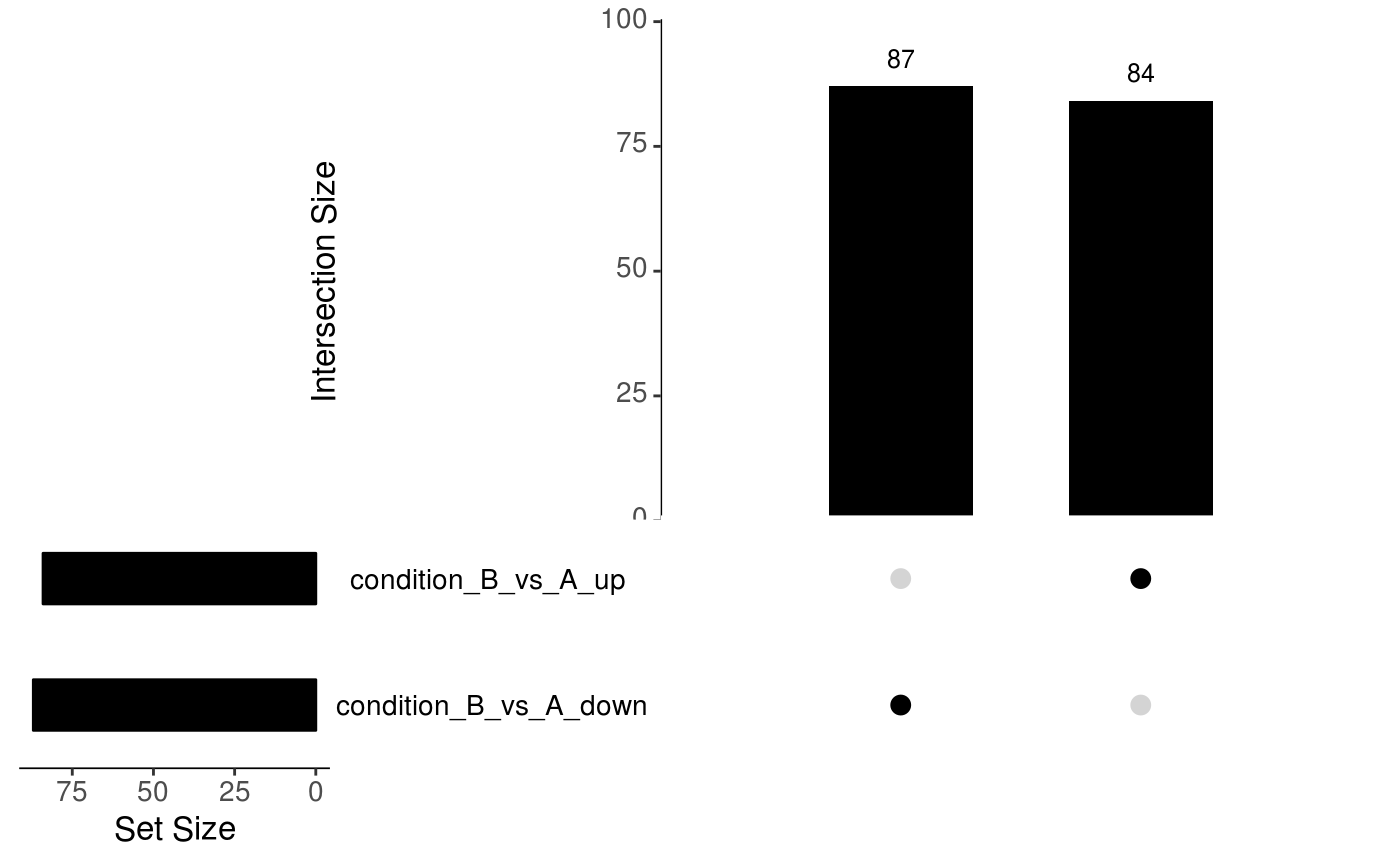 100
87
84
75
50
25
0
Intersection Size
condition_B_vs_A_up
condition_B_vs_A_down
75 50 25 0
Set Size